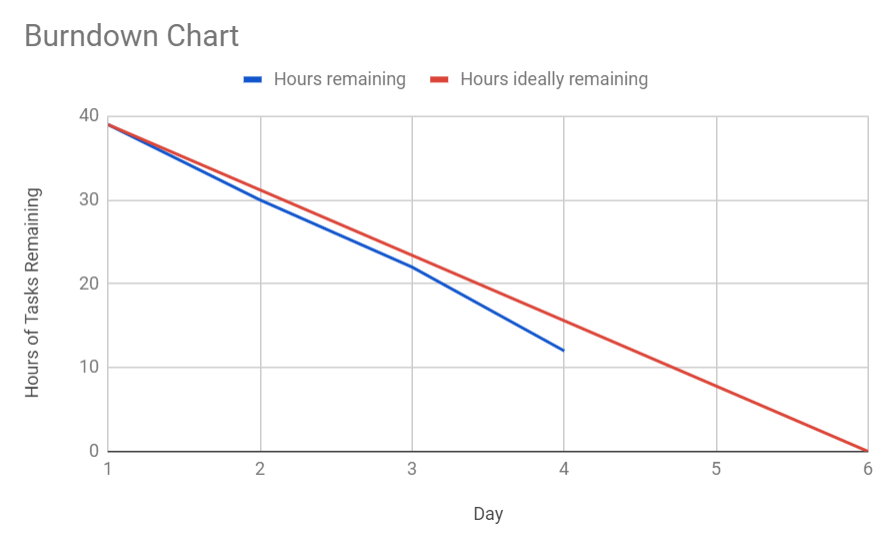 Burndown Chart
Hours remaining Hours ideally remaining
Hours of Tasks Remaining
40
30
20
10
0
1 2 3 4 5 6
Day